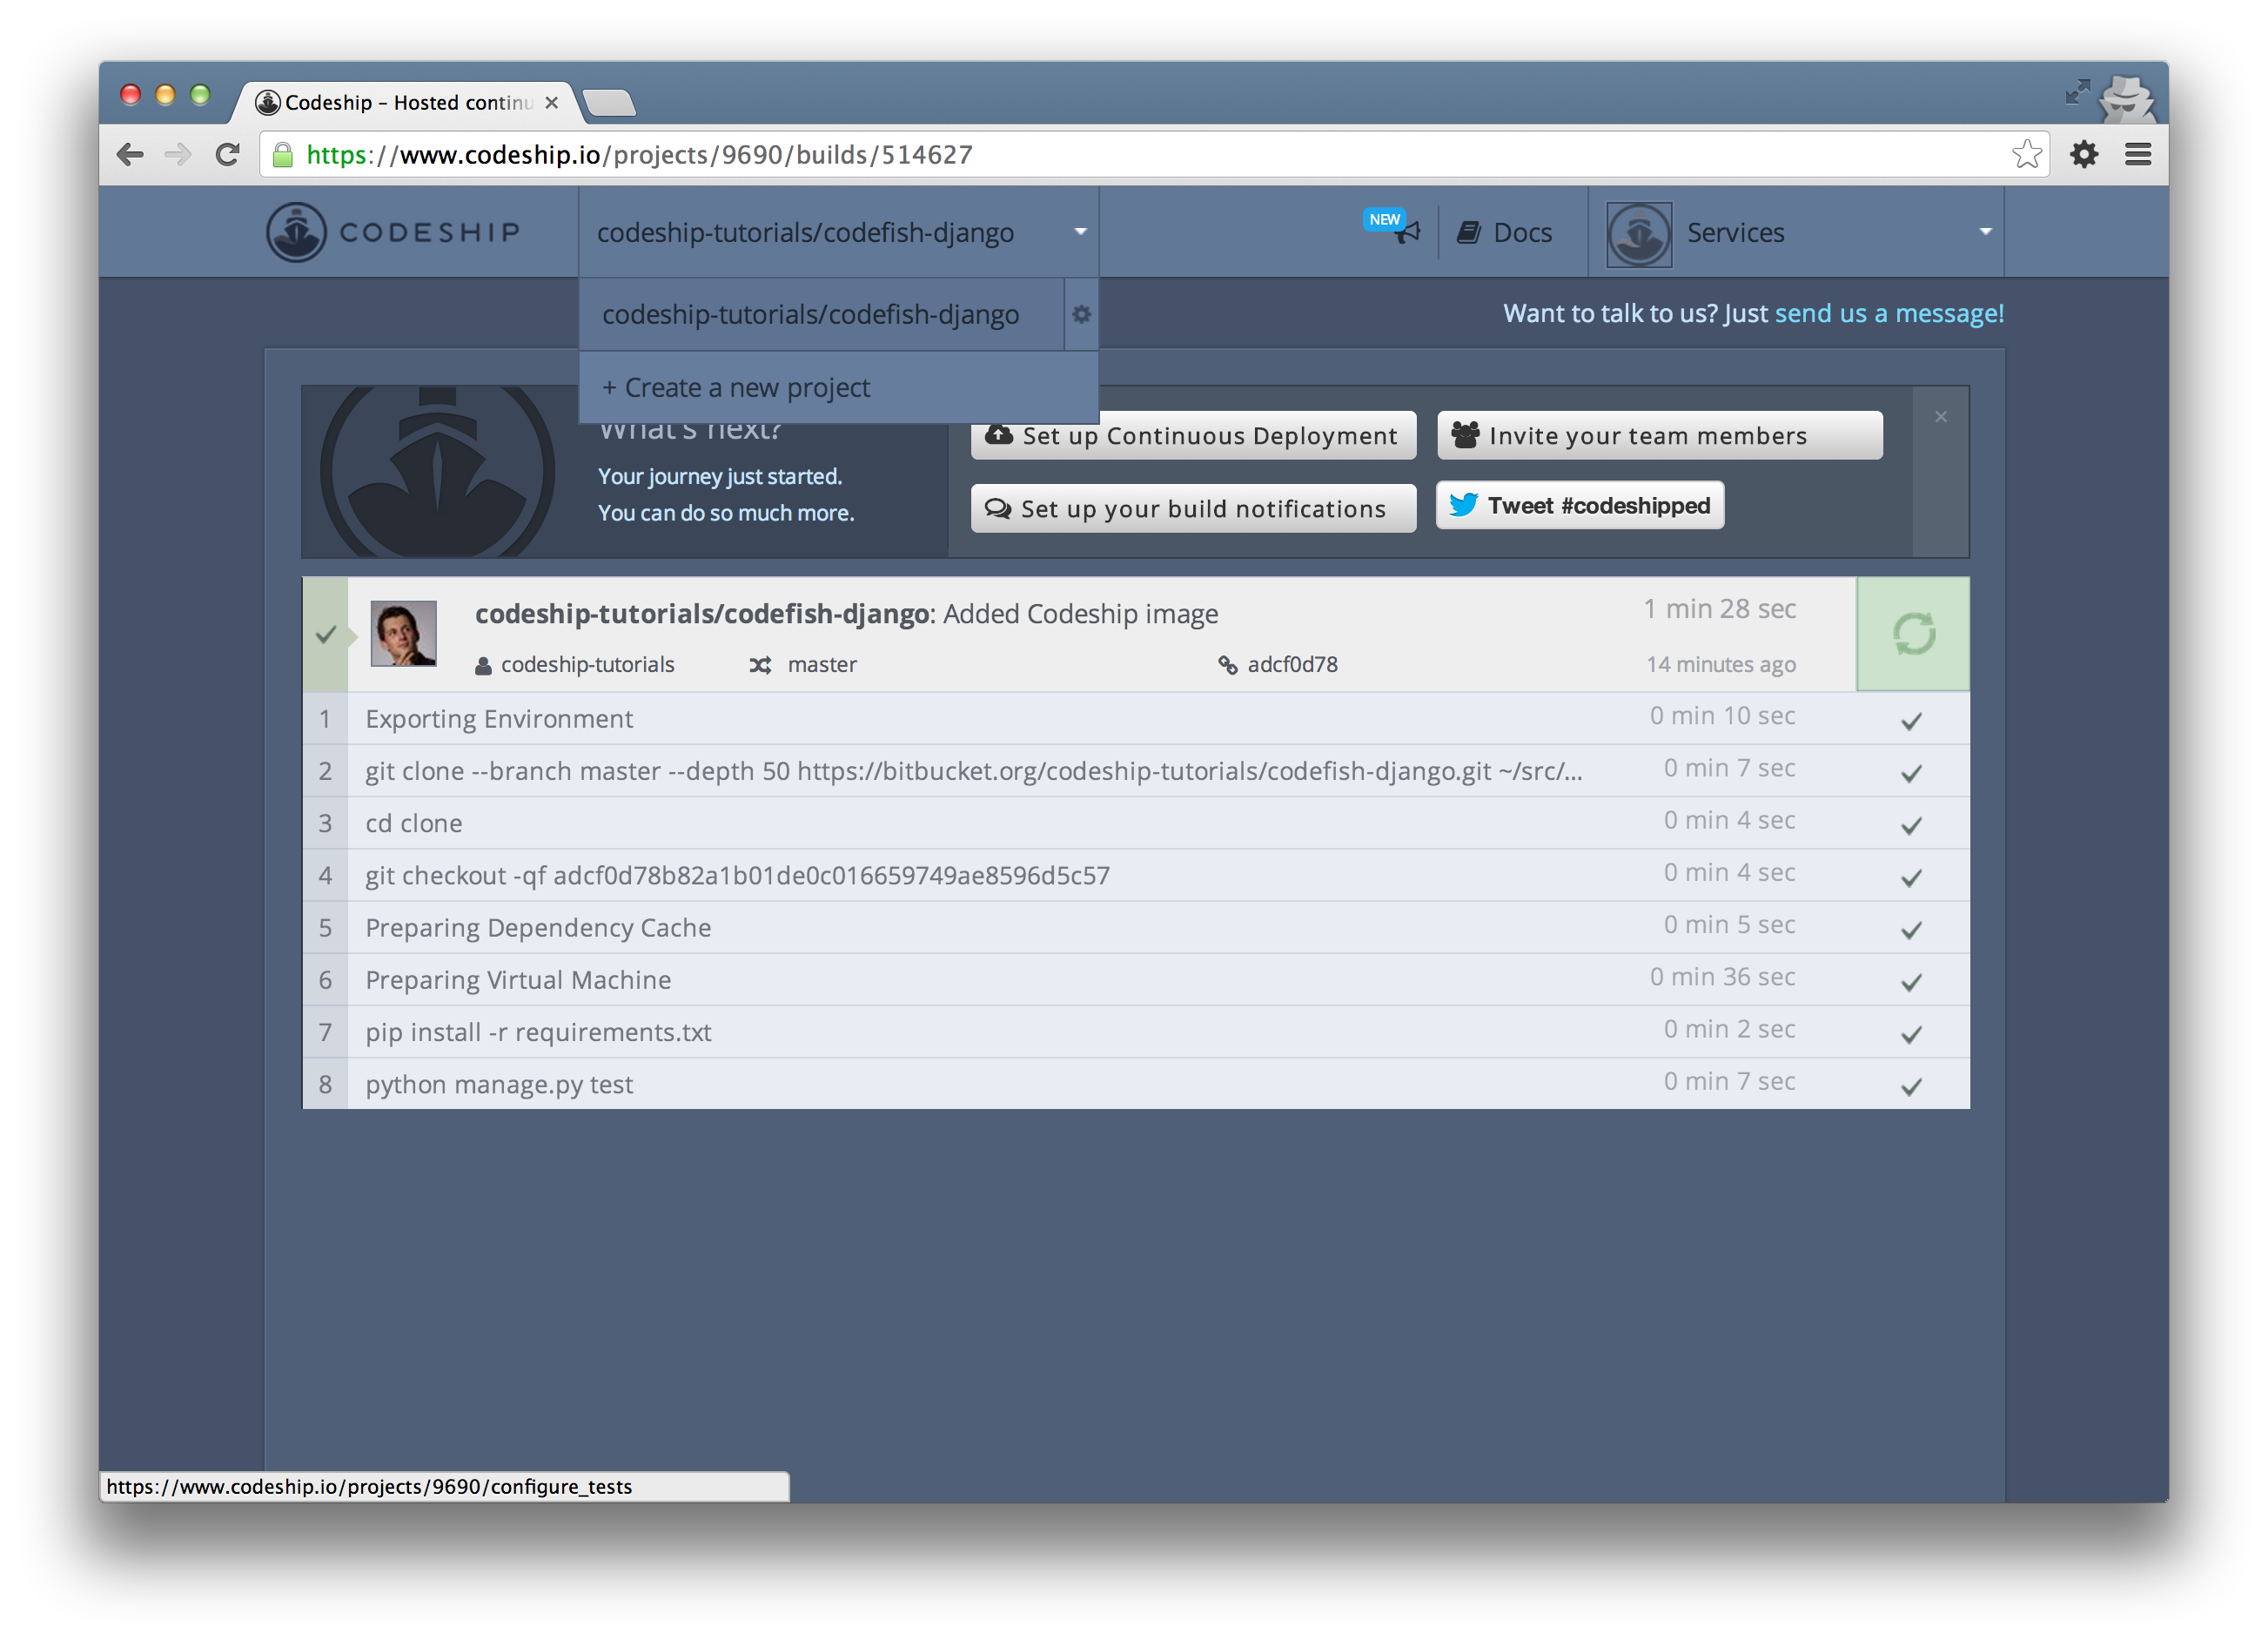 Codeship – Hosted continu
https://www.codeship.io/projects/9690/builds/514627
CODESHIP
codeship-tutorials/codefish-django
NEW
Docs
Services
codeship-tutorials/codefish-django
Want to talk to us? Just send us a message!
+ Create a new project
What's next?
Your journey just started.
You can do so much more.
Set up Continuous Deployment
Invite your team members
Set up your build notifications
Tweet #codeshipped
codeship-tutorials/codefish-django: Added Codeship image
1 min 28 sec
codeship-tutorials
master
adcf0d78
14 minutes ago
1 Exporting Environment 0 min 10 sec
2 git clone --branch master --depth 50 https://bitbucket.org/codeship-tutorials/codefish-django.git ~/src/... 0 min 7 sec
3 cd clone 0 min 4 sec
4 git checkout -qf adcf0d78b82a1b01de0c016659749ae8596d5c57 0 min 4 sec
5 Preparing Dependency Cache 0 min 5 sec
6 Preparing Virtual Machine 0 min 36 sec
7 pip install -r requirements.txt 0 min 2 sec
8 python manage.py test 0 min 7 sec
https://www.codeship.io/projects/9690/configure_tests